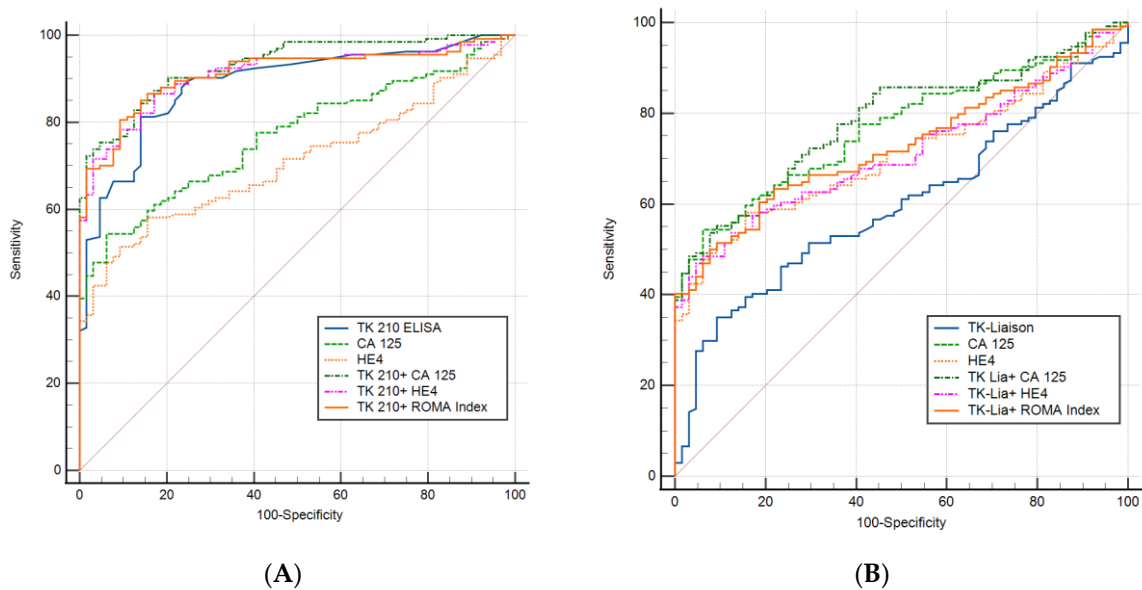 100
80
60
40
20
0
Sensitivity
0 20 40 60 80 100
100-Specificity
TK 210 ELISA
CA 125
HE4
TK 210+ CA 125
TK 210+ HE4
TK 210+ ROMA Index
(A)
100
80
60
40
20
0
Sensitivity
0 20 40 60 80 100
100-Specificity
TK-Liaison
CA 125
HE4
TK Lia+ CA 125
TK-Lia+ HE4
TK-Lia+ ROMA Index
(B)